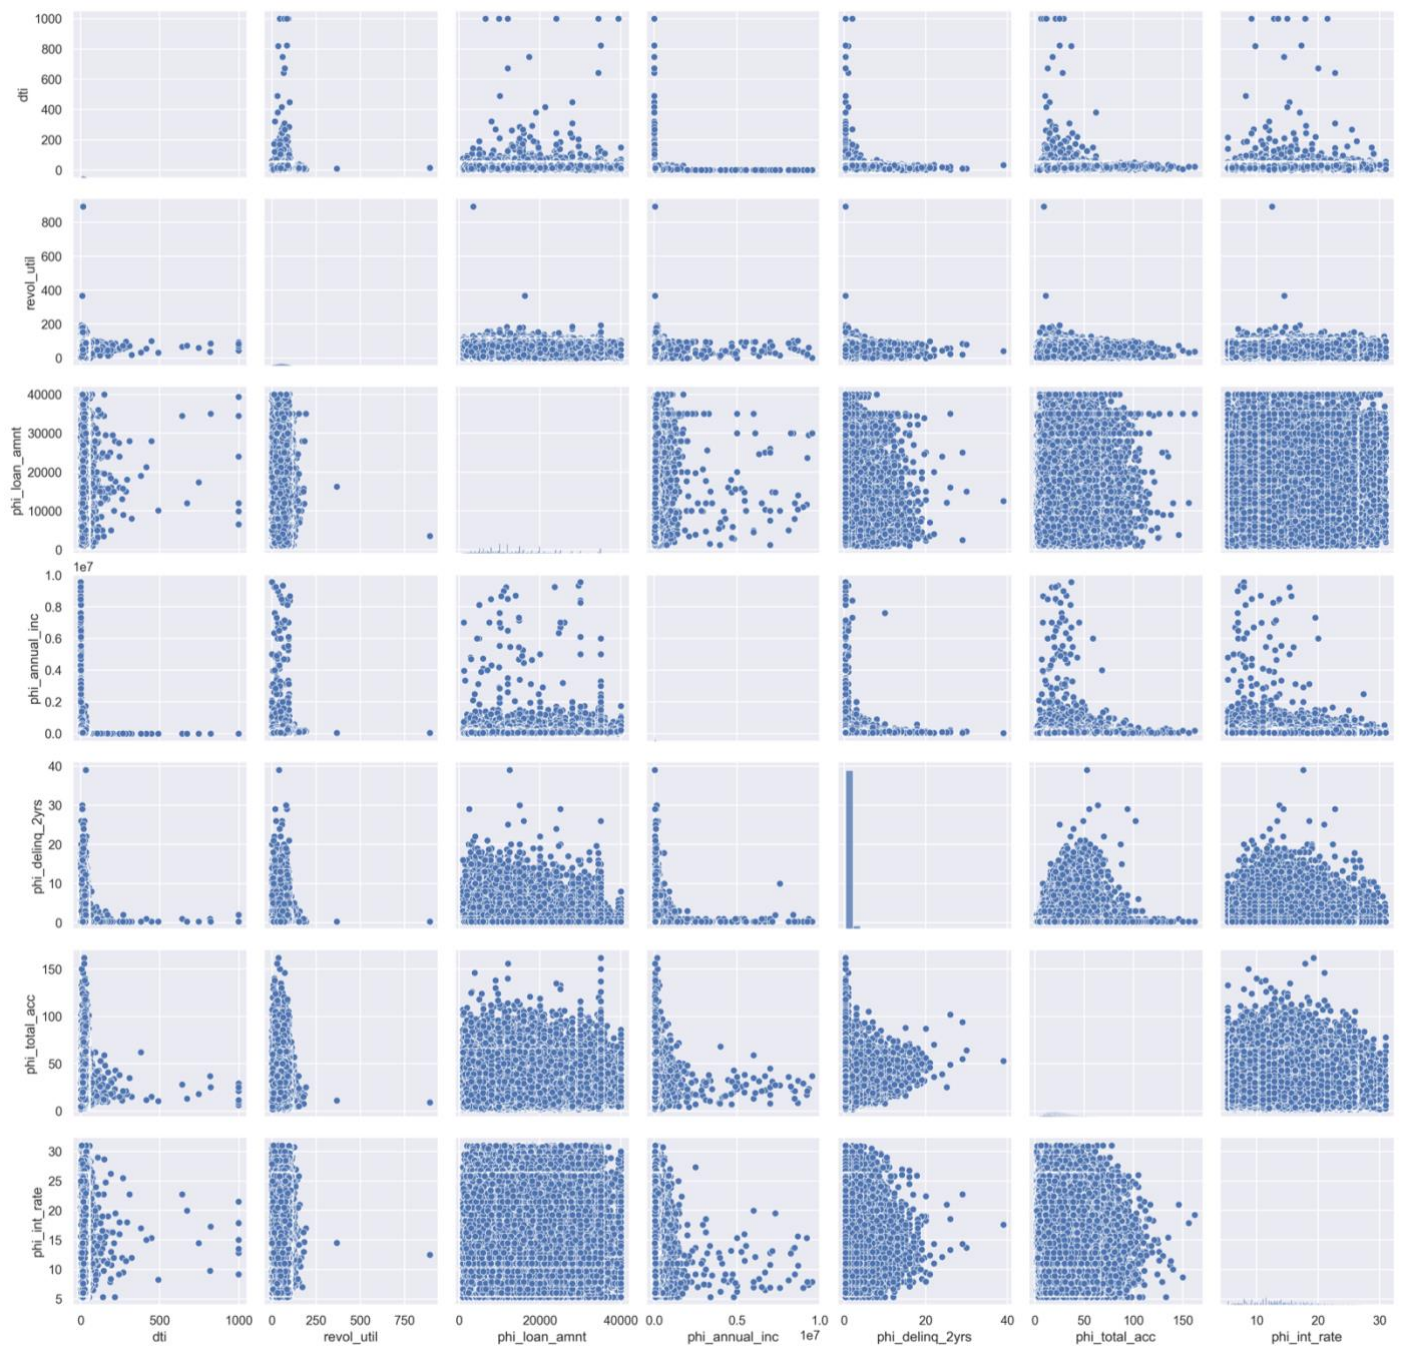 1000
800
600
400
200
0
dti
800
600
400
200
0
revol_util
40000
30000
20000
10000
0
phi_loan_amnt
1e7
1.0
0.8
0.6
0.4
0.2
0.0
phi_annual_inc
40
30
20
10
0
phi_delinq_2yrs
150
100
50
0
phi_total_acc
30
25
20
15
10
5
phi_int_rate
0 500 1000
dti
0 250 500 750
revol_util
0 20000 40000
phi_loan_amnt
0.0 0.5 1.0
phi_annual_inc 1e7
0 20 40
phi_delinq_2yrs
0 50 100 150
phi_total_acc
10 20 30
phi_int_rate